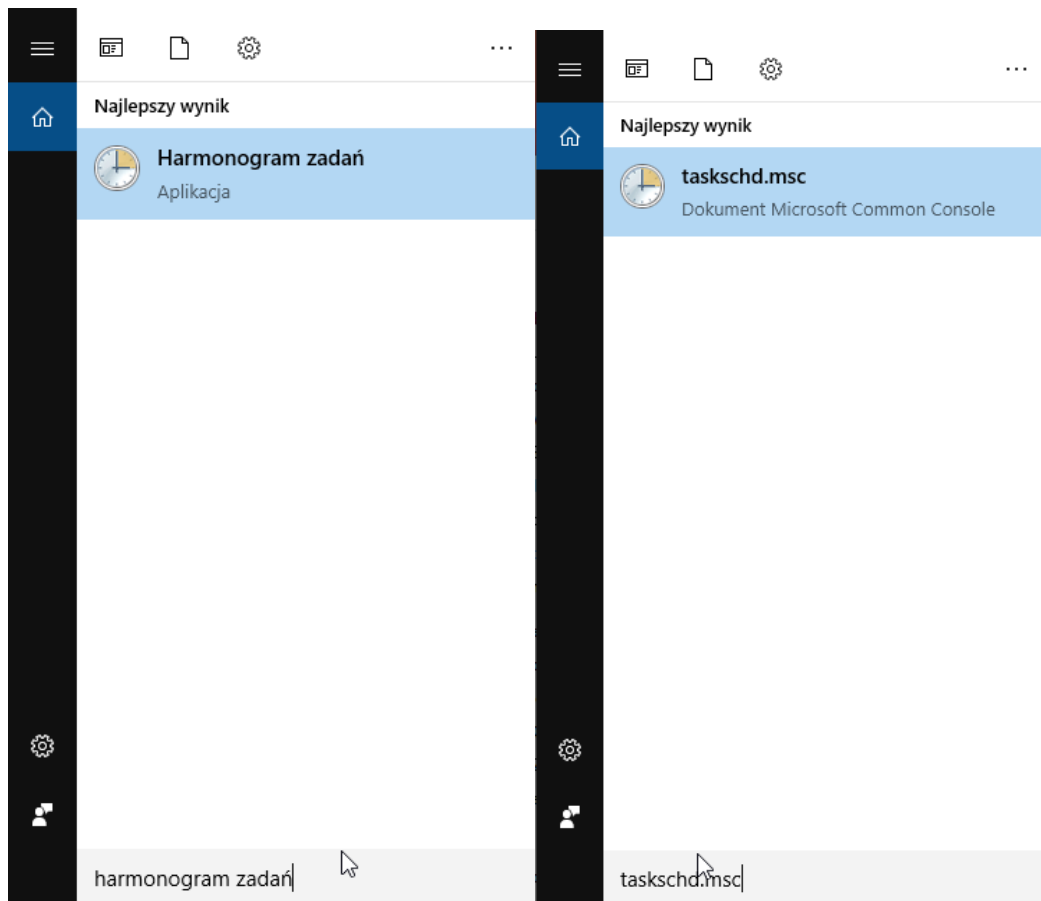 Najlepszy wynik
Harmonogram zadań
Aplikacja
harmonogram zadań
Najlepszy wynik
taskschd.msc
Dokument Microsoft Common Console
taskschd.msc